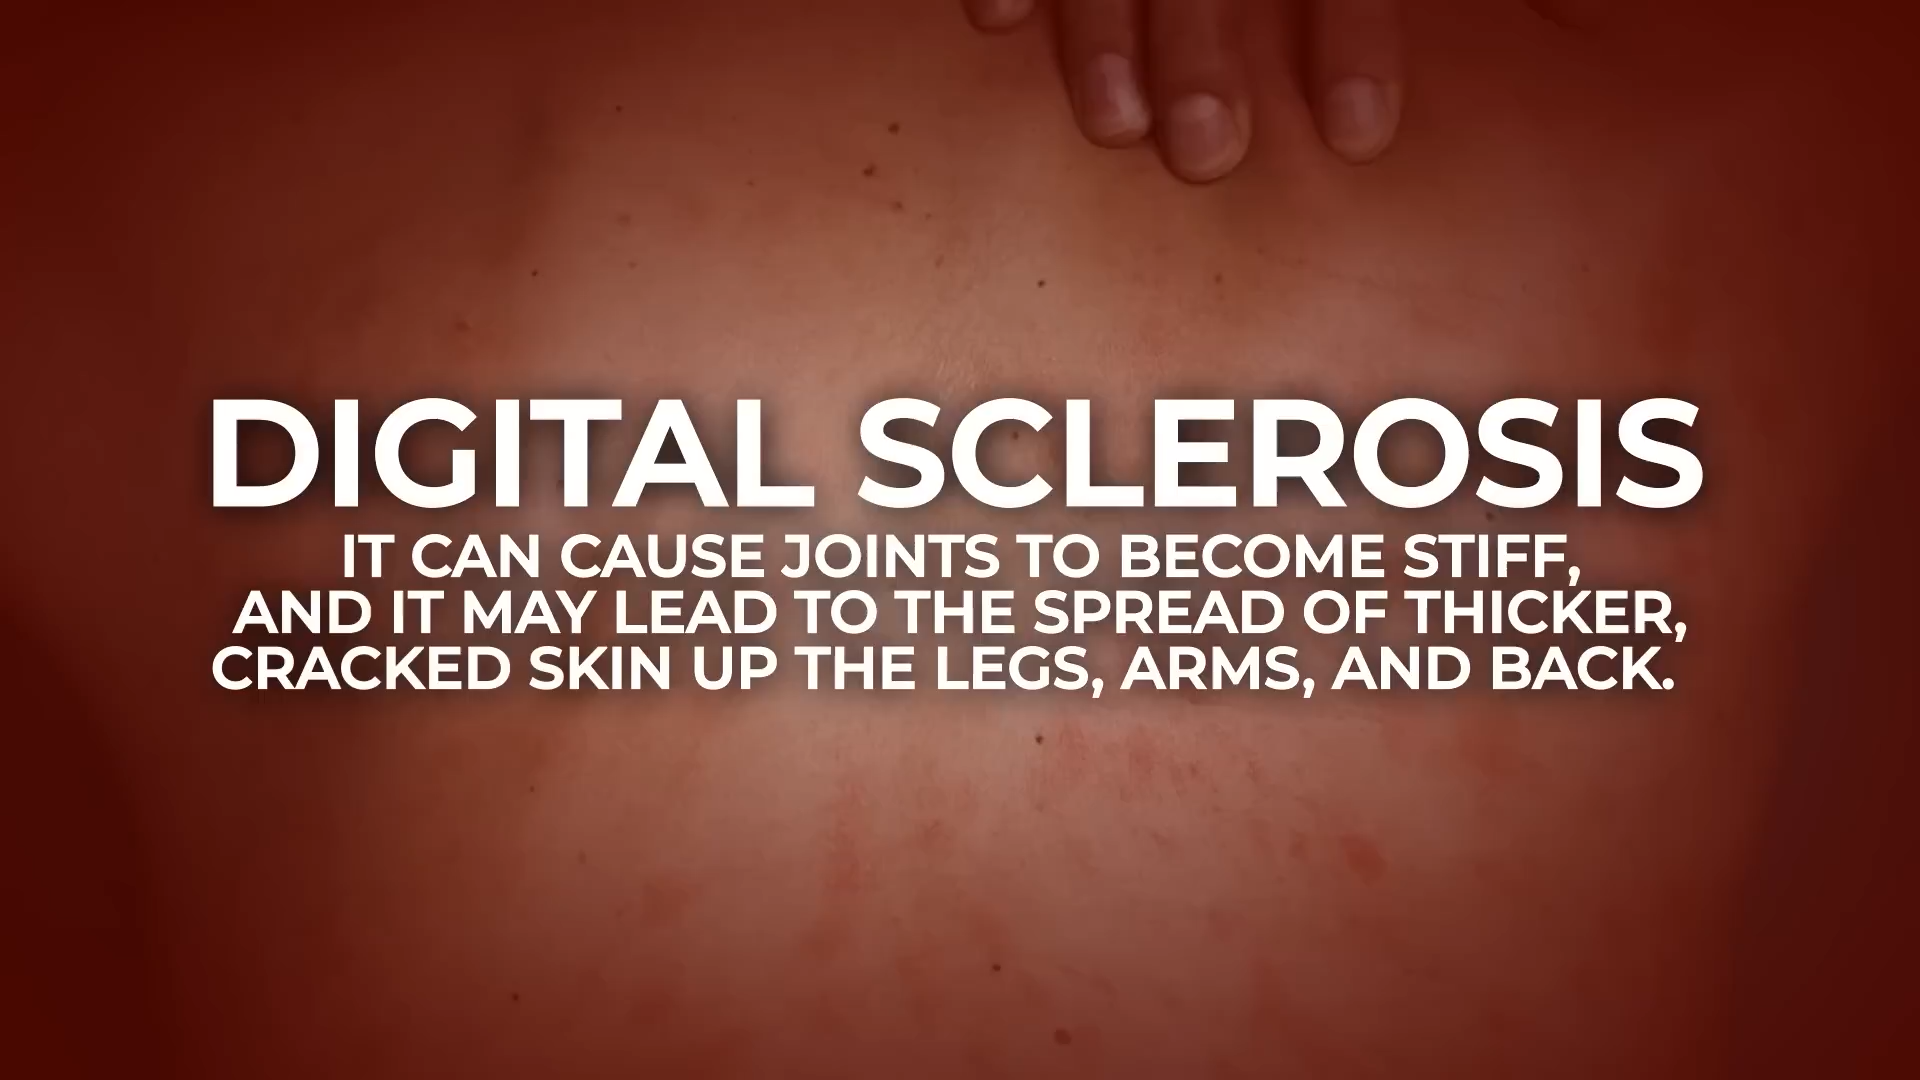 DIGITAL SCLEROSIS
IT CAN CAUSE JOINTS TO BECOME STIFF,
AND IT MAY LEAD TO THE SPREAD OF THICKER,
CRACKED SKIN UP THE LEGS, ARMS, AND BACK.